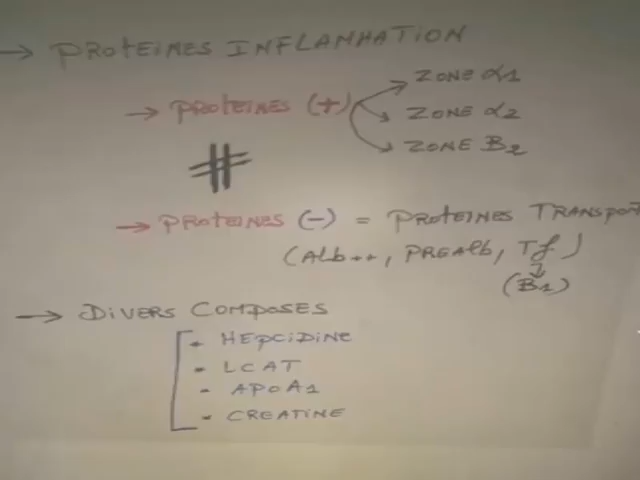 → PROTEINES INFLAMMATION
→ PROTEINES (+)
ZONE α1
ZONE α2
ZONE B2
#
→ PROTEINES (-) = PROTEINES TRANSPORT
(Alb++, PREAlb, Tf)
(B1)
→ DIVERS COMPOSES
- HEPCIDINE
- LCAT
- APOA1
- CREATINE